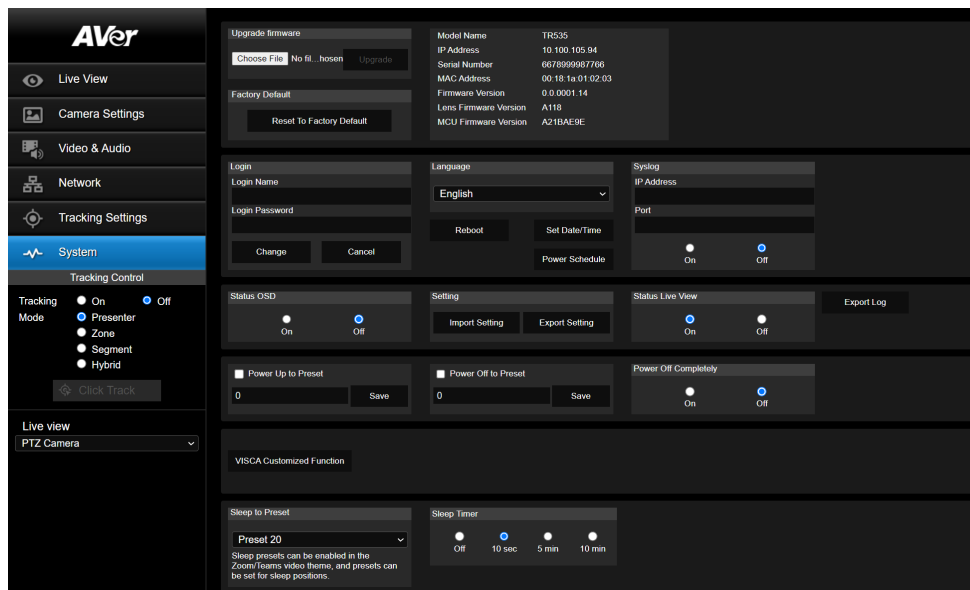 AVer
Live View
Camera Settings
Video & Audio
Network
Tracking Settings
System
Tracking Control
Tracking On Off
Mode Presenter
Zone
Segment
Hybrid
Click Track
Live view
PTZ Camera
Upgrade firmware
Choose File No fil...hosen Upgrade
Factory Default
Reset To Factory Default
Model Name TR535
IP Address 10.100.105.94
Serial Number 6678999987766
MAC Address 00:18:1a:01:02:03
Firmware Version 0.0.0001.14
Lens Firmware Version A118
MCU Firmware Version A21BAE9E
Login
Login Name
Login Password
Change Cancel
Language
English
Reboot Set Date/Time
Power Schedule
Syslog
IP Address
Port
On Off
Status OSD
On Off
Setting
Import Setting Export Setting
Status Live View
On Off
Export Log
Power Up to Preset
0 Save
Power Off to Preset
0 Save
Power Off Completely
On Off
VISCA Customized Function
Sleep to Preset
Preset 20
Sleep presets can be enabled in the
Zoom/Teams video theme, and presets can
be set for sleep positions.
Sleep Timer
Off 10 sec 5 min 10 min